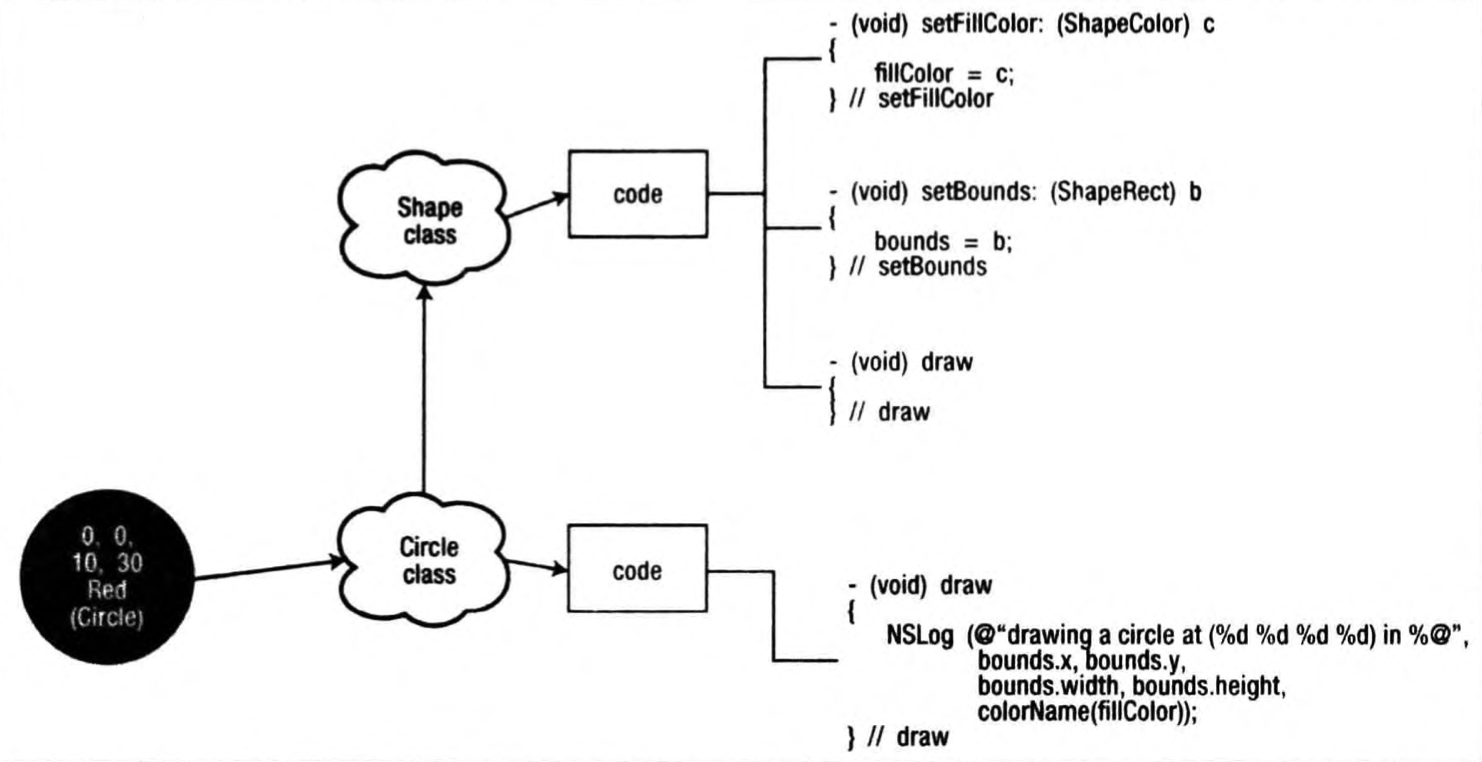 - (void) setFillColor: (ShapeColor) c
{
fillColor = c;
} // setFillColor
Shape
class
code
- (void) setBounds: (ShapeRect) b
{
bounds = b;
} // setBounds
- (void) draw
{
} // draw
0, 0,
10, 30
Red
(Circle)
Circle
class
code
- (void) draw
{
NSLog (@“drawing a circle at (%d %d %d %d) in %@”,
bounds.x, bounds.y,
bounds.width, bounds.height,
colorName(fillColor));
} // draw